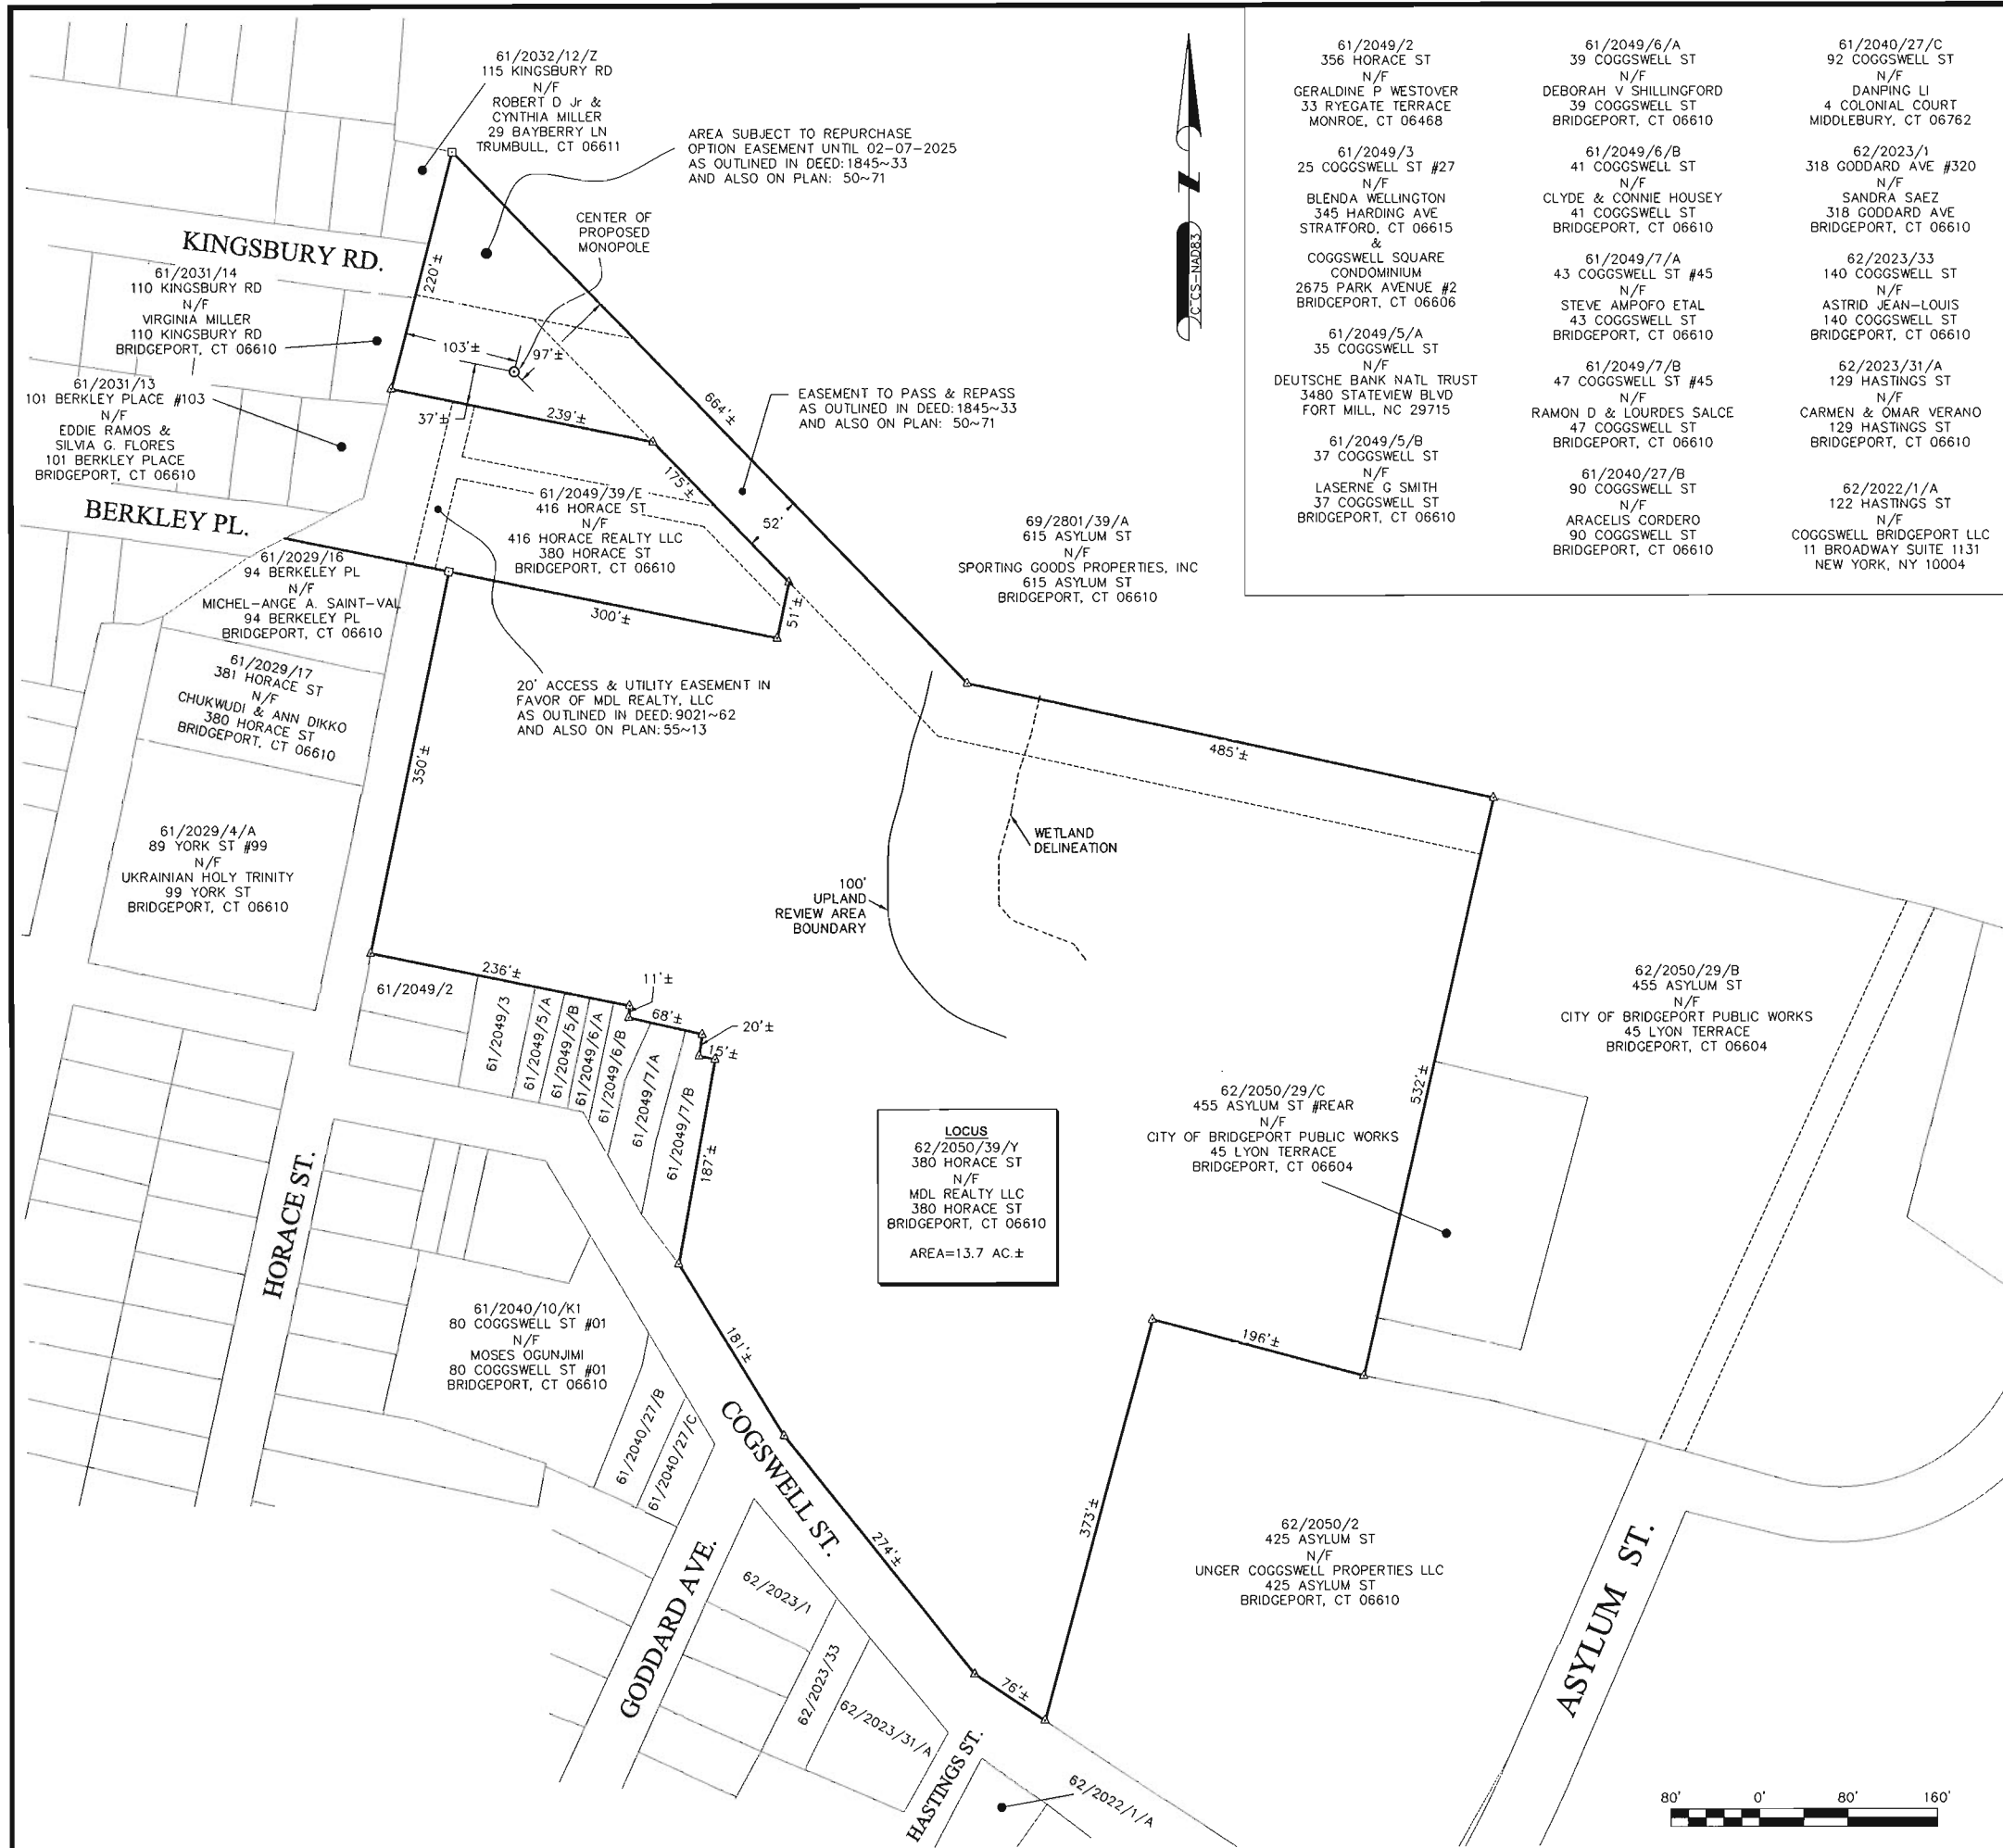 61/2032/12/Z
115 KINGSBURY RD
N/F
ROBERT D Jr &
CYNTHIA MILLER
29 BAYBERRY LN
TRUMBULL, CT 06611
AREA SUBJECT TO REPURCHASE
OPTION EASEMENT UNTIL 02-07-2025
AS OUTLINED IN DEED:1845~33
AND ALSO ON PLAN: 50~71
CENTER OF
PROPOSED
MONOPOLE
KINGSBURY RD.
61/2031/14
110 KINGSBURY RD
N/F
VIRGINIA MILLER
110 KINGSBURY RD
BRIDGEPORT, CT 06610
220'±
103'±
97'±
37'±
239'±
664'±
61/2031/13
101 BERKLEY PLACE #103
N/F
EDDIE RAMOS &
SILVIA G. FLORES
101 BERKLEY PLACE
BRIDGEPORT, CT 06610
EASEMENT TO PASS & REPASS
AS OUTLINED IN DEED:1845~33
AND ALSO ON PLAN: 50~71
175'±
52'
BERKLEY PL.
61/2049/39/E
416 HORACE ST
N/F
416 HORACE REALTY LLC
380 HORACE ST
BRIDGEPORT, CT 06610
69/2801/39/A
615 ASYLUM ST
N/F
SPORTING GOODS PROPERTIES, INC
615 ASYLUM ST
BRIDGEPORT, CT 06610
61/2029/16
94 BERKELEY PL
N/F
MICHEL-ANGE A. SAINT-VAL
94 BERKELEY PL
BRIDGEPORT, CT 06610
300'±
51'±
61/2029/17
381 HORACE ST
N/F
CHUKWUDI & ANN DIKKO
380 HORACE ST
BRIDGEPORT, CT 06610
20' ACCESS & UTILITY EASEMENT IN
FAVOR OF MDL REALTY, LLC
AS OUTLINED IN DEED:9021~62
AND ALSO ON PLAN:55~13
350'±
485'±
61/2029/4/A
89 YORK ST #99
N/F
UKRAINIAN HOLY TRINITY
99 YORK ST
BRIDGEPORT, CT 06610
WETLAND
DELINEATION
100'
UPLAND
REVIEW AREA
BOUNDARY
236'±
11'±
68'±
20'±
15'±
61/2049/2
61/2049/3
61/2049/5/A
61/2049/5/B
61/2049/6/A
61/2049/6/B
61/2049/7/A
61/2049/7/B
187'±
532'±
62/2050/29/B
455 ASYLUM ST
N/F
CITY OF BRIDGEPORT PUBLIC WORKS
45 LYON TERRACE
BRIDGEPORT, CT 06604
62/2050/29/C
455 ASYLUM ST #REAR
N/F
CITY OF BRIDGEPORT PUBLIC WORKS
45 LYON TERRACE
BRIDGEPORT, CT 06604
LOCUS
62/2050/39/Y
380 HORACE ST
N/F
MDL REALTY LLC
380 HORACE ST
BRIDGEPORT, CT 06610
AREA=13.7 AC.±
HORACE ST.
61/2040/10/K1
80 COGGSWELL ST #01
N/F
MOSES OGUNJIMI
80 COGGSWELL ST #01
BRIDGEPORT, CT 06610
181'±
196'±
61/2040/27/B
61/2040/27/C
COGSWELL ST.
274'±
373'±
62/2050/2
425 ASYLUM ST
N/F
UNGER COGGSWELL PROPERTIES LLC
425 ASYLUM ST
BRIDGEPORT, CT 06610
GODDARD AVE.
62/2023/1
62/2023/33
62/2023/31/A
76'±
HASTINGS ST.
62/2022/1/A
ASYLUM ST.
80' 0' 80' 160'
N
CTCS-NAD83
61/2049/2
356 HORACE ST
N/F
GERALDINE P WESTOVER
33 RYEGATE TERRACE
MONROE, CT 06468
61/2049/3
25 COGGSWELL ST #27
N/F
BLENDA WELLINGTON
345 HARDING AVE
STRATFORD, CT 06615
&
COGGSWELL SQUARE
CONDOMINIUM
2675 PARK AVENUE #2
BRIDGEPORT, CT 06606
61/2049/5/A
35 COGGSWELL ST
N/F
DEUTSCHE BANK NATL TRUST
3480 STATEVIEW BLVD
FORT MILL, NC 29715
61/2049/5/B
37 COGGSWELL ST
N/F
LASERNE G SMITH
37 COGGSWELL ST
BRIDGEPORT, CT 06610
61/2049/6/A
39 COGGSWELL ST
N/F
DEBORAH V SHILLINGFORD
39 COGGSWELL ST
BRIDGEPORT, CT 06610
61/2049/6/B
41 COGGSWELL ST
N/F
CLYDE & CONNIE HOUSEY
41 COGGSWELL ST
BRIDGEPORT, CT 06610
61/2049/7/A
43 COGGSWELL ST #45
N/F
STEVE AMPOFO ETAL
43 COGGSWELL ST
BRIDGEPORT, CT 06610
61/2049/7/B
47 COGGSWELL ST #45
N/F
RAMON D & LOURDES SALCE
47 COGGSWELL ST
BRIDGEPORT, CT 06610
61/2040/27/B
90 COGGSWELL ST
N/F
ARACELIS CORDERO
90 COGGSWELL ST
BRIDGEPORT, CT 06610
61/2040/27/C
92 COGGSWELL ST
N/F
DANPING LI
4 COLONIAL COURT
MIDDLEBURY, CT 06762
62/2023/1
318 GODDARD AVE #320
N/F
SANDRA SAEZ
318 GODDARD AVE
BRIDGEPORT, CT 06610
62/2023/33
140 COGGSWELL ST
N/F
ASTRID JEAN-LOUIS
140 COGGSWELL ST
BRIDGEPORT, CT 06610
62/2023/31/A
129 HASTINGS ST
N/F
CARMEN & OMAR VERANO
129 HASTINGS ST
BRIDGEPORT, CT 06610
62/2022/1/A
122 HASTINGS ST
N/F
COGGSWELL BRIDGEPORT LLC
11 BROADWAY SUITE 1131
NEW YORK, NY 10004